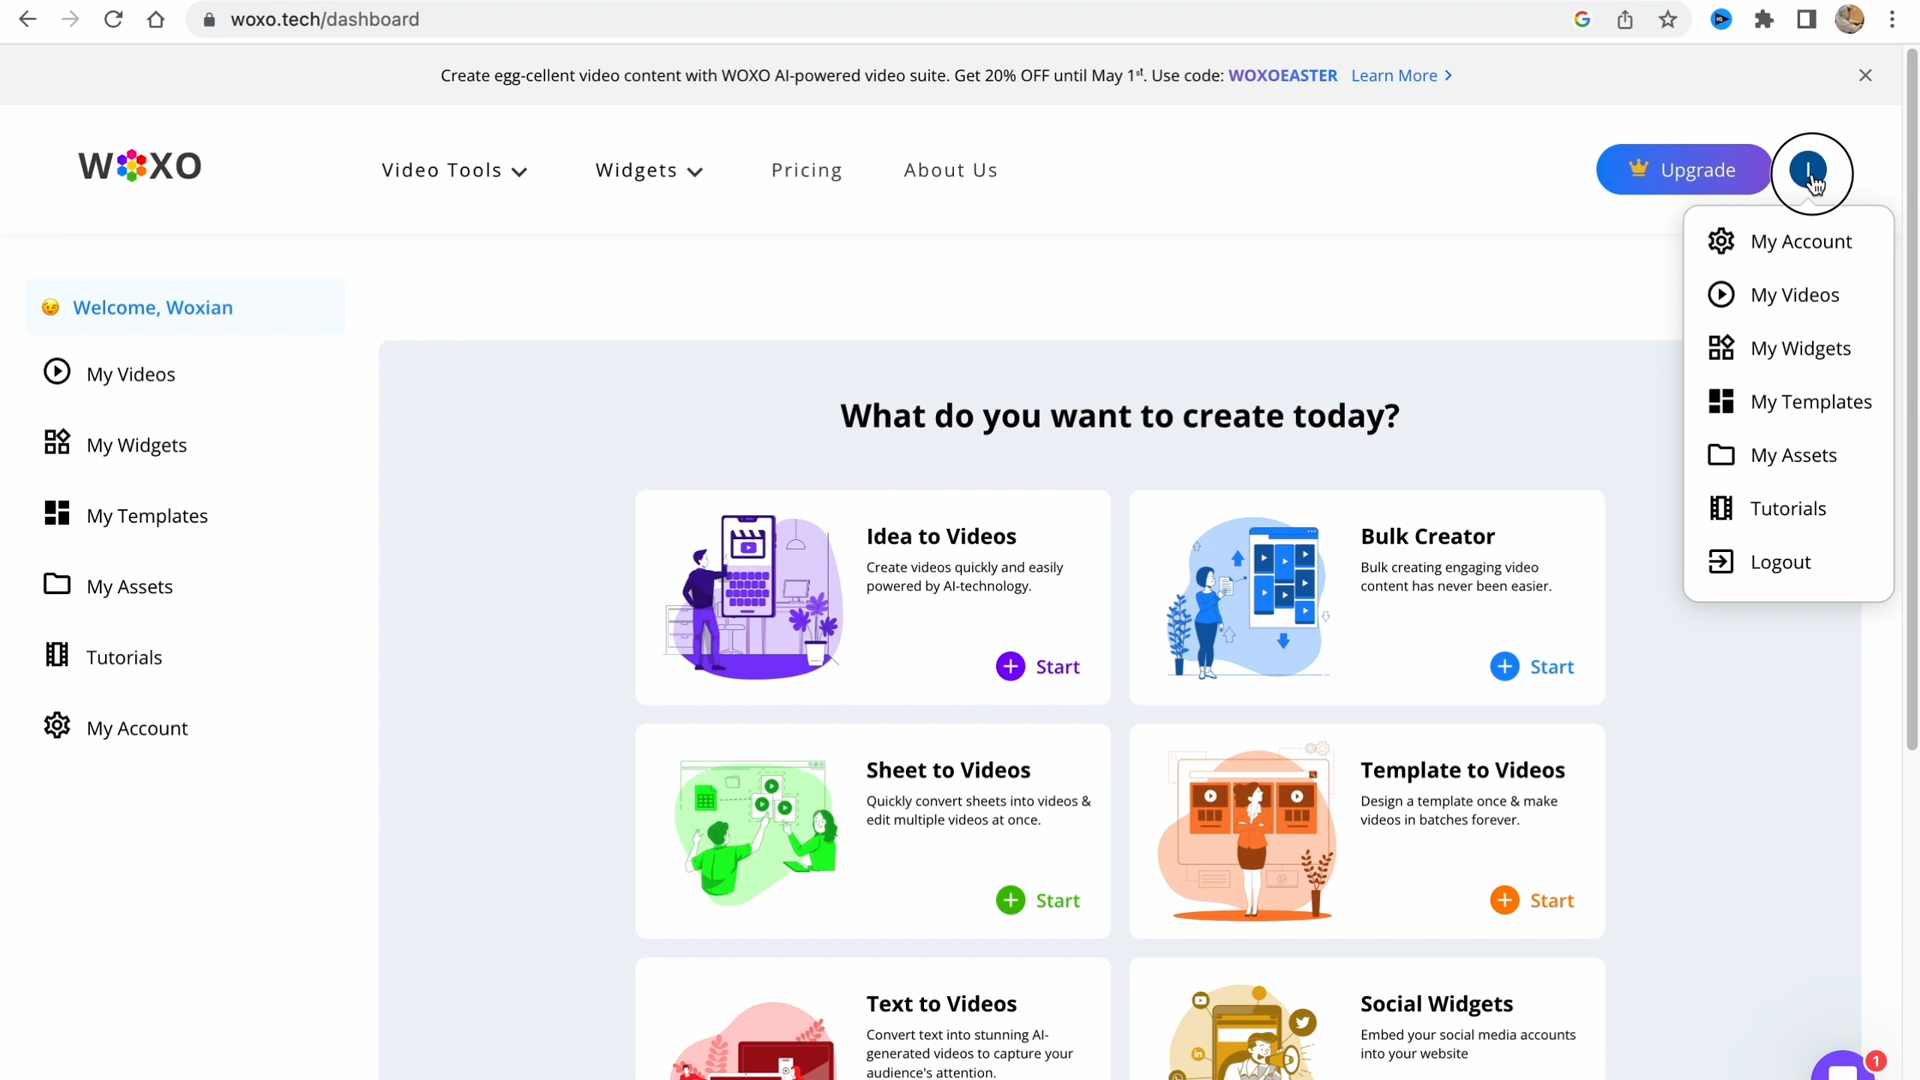 woxo.tech/dashboard
Create egg-cellent video content with WOXO AI-powered video suite. Get 20% OFF until May 1st. Use code: WOXOEASTER Learn More >
WOXO
Video Tools
Widgets
Pricing
About Us
Upgrade
I
My Account
My Videos
My Widgets
My Templates
My Assets
Tutorials
Logout
Welcome, Woxian
My Videos
My Widgets
My Templates
My Assets
Tutorials
My Account
What do you want to create today?
Idea to Videos
Create videos quickly and easily
powered by AI-technology.
Start
Bulk Creator
Bulk creating engaging video
content has never been easier.
Start
Sheet to Videos
Quickly convert sheets into videos &
edit multiple videos at once.
Start
Template to Videos
Design a template once & make
videos in batches forever.
Start
Text to Videos
Convert text into stunning AI-
generated videos to capture your
audience's attention.
Social Widgets
Embed your social media accounts
into your website
1